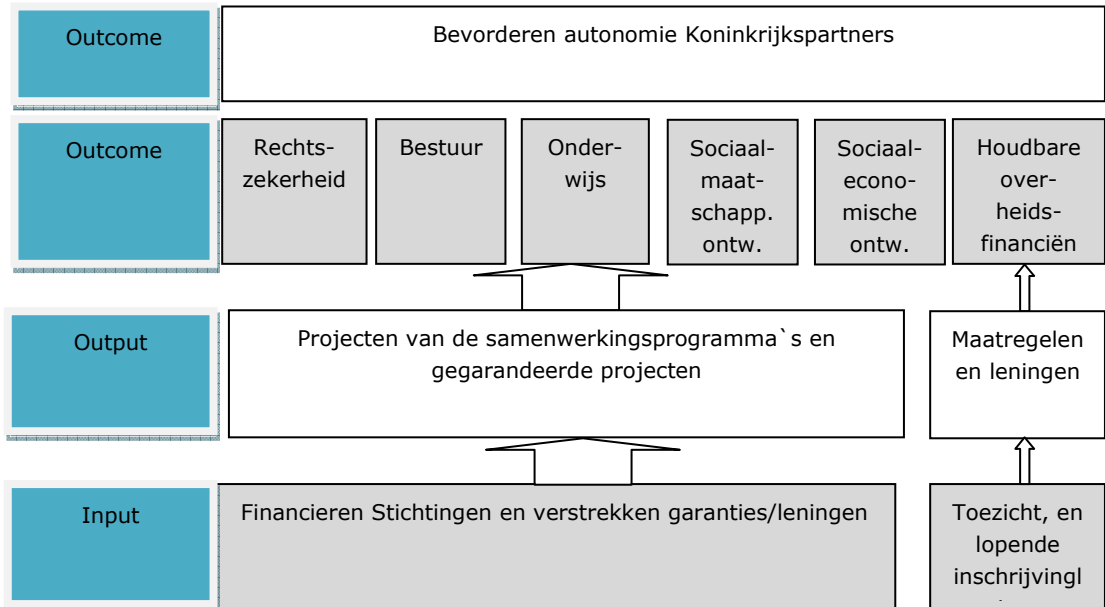 Outcome
Bevorderen autonomie Koninkrijkspartners
Outcome
Rechts-
zekerheid
Bestuur
Onder-
wijs
Sociaal-
maat-
schapp.
ontw.
Sociaal-
econo-
mische
ontw.
Houdbare
over-
heids-
financiën
Output
Projecten van de samenwerkingsprogramma`s en
gegarandeerde projecten
Maatregelen
en leningen
Input
Financieren Stichtingen en verstrekken garanties/leningen
Toezicht, en
lopende
inschrijvingl